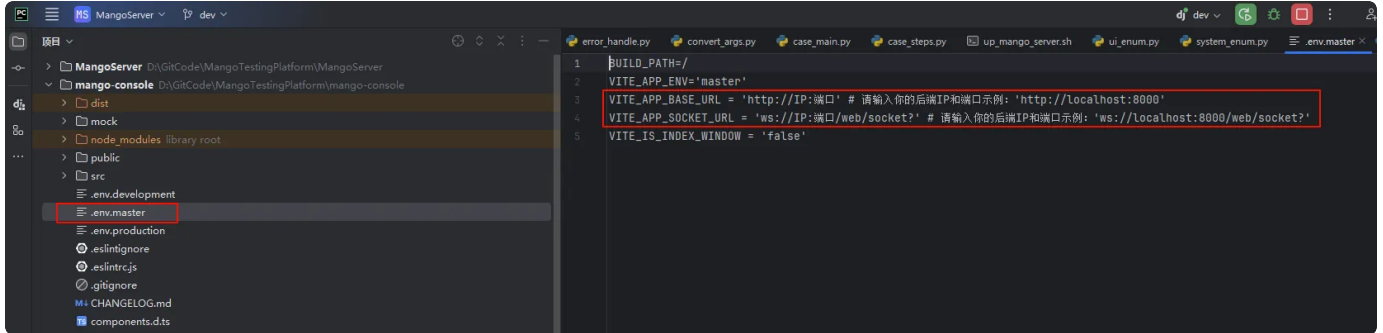 PC MS MangoServer dev dj dev
项目
error_handle.py convert_args.py case_main.py case_steps.py up_mango_server.sh ui_enum.py system_enum.py .env.master
MangoServer D:\GitCode\MangoTestingPlatform\MangoServer
mango-console D:\GitCode\MangoTestingPlatform\mango-console
dist
mock
node_modules library root
public
src
.env.development
.env.master
.env.production
.eslintignore
.eslintrc.js
.gitignore
M↓ CHANGELOG.md
TS components.d.ts
dj
1 BUILD_PATH=/
2 VITE_APP_ENV='master'
3 VITE_APP_BASE_URL = 'http://IP:端口' # 请输入你的后端IP和端口示例：'http://localhost:8000'
4 VITE_APP_SOCKET_URL = 'ws://IP:端口/web/socket?' # 请输入你的后端IP和端口示例：'ws://localhost:8000/web/socket?'
5 VITE_IS_INDEX_WINDOW = 'false'